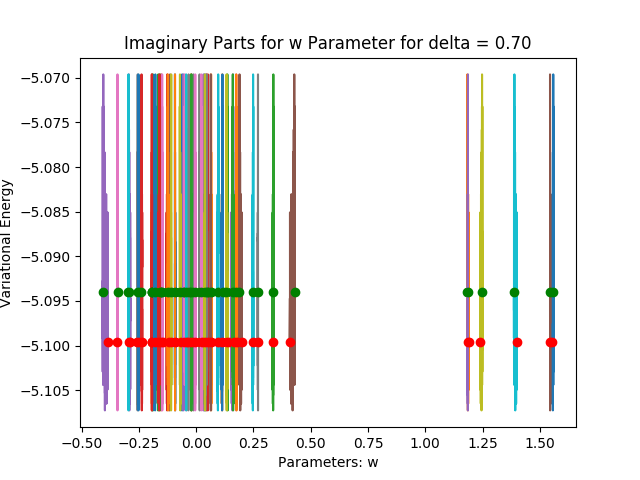 Imaginary Parts for w Parameter for delta = 0.70
Variational Energy
−5.070
−5.075
−5.080
−5.085
−5.090
−5.095
−5.100
−5.105
−0.50 −0.25 0.00 0.25 0.50 0.75 1.00 1.25 1.50
Parameters: w